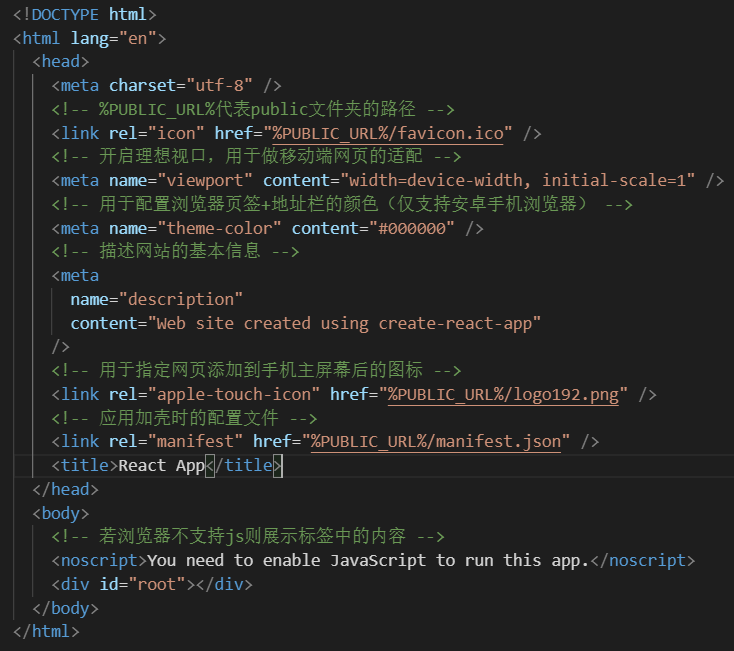 <!DOCTYPE html>
<html lang="en">
  <head>
    <meta charset="utf-8" />
    <!-- %PUBLIC_URL%代表public文件夹的路径 -->
    <link rel="icon" href="%PUBLIC_URL%/favicon.ico" />
    <!-- 开启理想视口，用于做移动端网页的适配 -->
    <meta name="viewport" content="width=device-width, initial-scale=1" />
    <!-- 用于配置浏览器页签+地址栏的颜色（仅支持安卓手机浏览器） -->
    <meta name="theme-color" content="#000000" />
    <!-- 描述网站的基本信息 -->
    <meta
      name="description"
      content="Web site created using create-react-app"
    />
    <!-- 用于指定网页添加到手机主屏幕后的图标 -->
    <link rel="apple-touch-icon" href="%PUBLIC_URL%/logo192.png" />
    <!-- 应用加壳时的配置文件 -->
    <link rel="manifest" href="%PUBLIC_URL%/manifest.json" />
    <title>React App</title>
  </head>
  <body>
    <!-- 若浏览器不支持js则展示标签中的内容 -->
    <noscript>You need to enable JavaScript to run this app.</noscript>
    <div id="root"></div>
  </body>
</html>